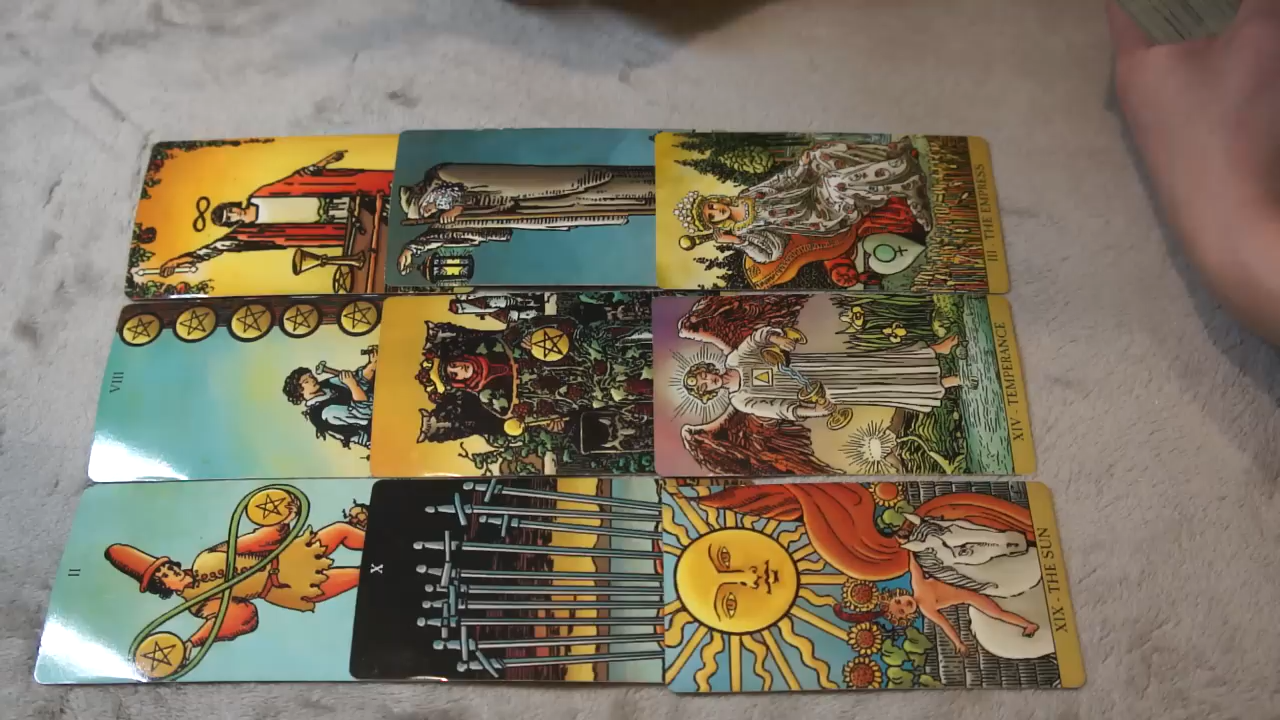 III - THE EMPRESS
VIII
XIV - TEMPERANCE
II
X
XIX - THE SUN